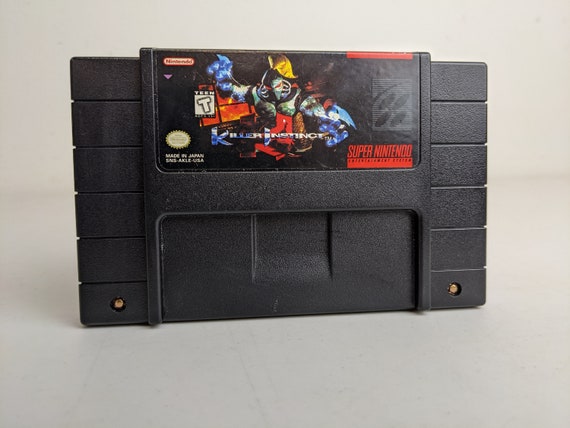 Nintendo
TEEN
T
KILLER INSTINCT
MADE IN JAPAN
SNS-AKLE-USA
SUPER NINTENDO
ENTERTAINMENT SYSTEM